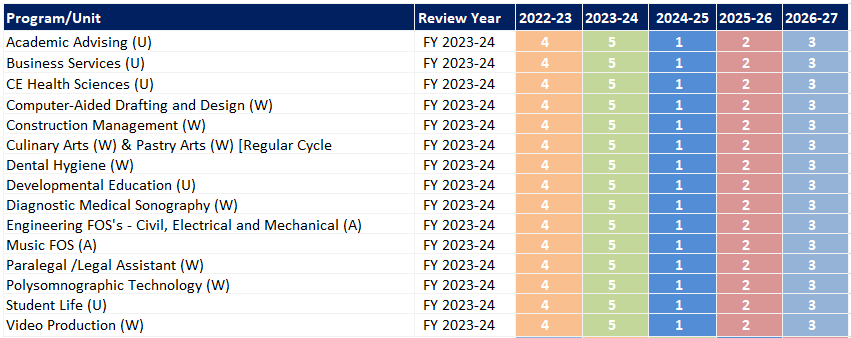 Program/Unit Review Year 2022-23 2023-24 2024-25 2025-26 2026-27
Academic Advising (U) FY 2023-24 4 5 1 2 3
Business Services (U) FY 2023-24 4 5 1 2 3
CE Health Sciences (U) FY 2023-24 4 5 1 2 3
Computer-Aided Drafting and Design (W) FY 2023-24 4 5 1 2 3
Construction Management (W) FY 2023-24 4 5 1 2 3
Culinary Arts (W) & Pastry Arts (W) [Regular Cycle FY 2023-24 4 5 1 2 3
Dental Hygiene (W) FY 2023-24 4 5 1 2 3
Developmental Education (U) FY 2023-24 4 5 1 2 3
Diagnostic Medical Sonography (W) FY 2023-24 4 5 1 2 3
Engineering FOS's - Civil, Electrical and Mechanical (A) FY 2023-24 4 5 1 2 3
Music FOS (A) FY 2023-24 4 5 1 2 3
Paralegal /Legal Assistant (W) FY 2023-24 4 5 1 2 3
Polysomnographic Technology (W) FY 2023-24 4 5 1 2 3
Student Life (U) FY 2023-24 4 5 1 2 3
Video Production (W) FY 2023-24 4 5 1 2 3